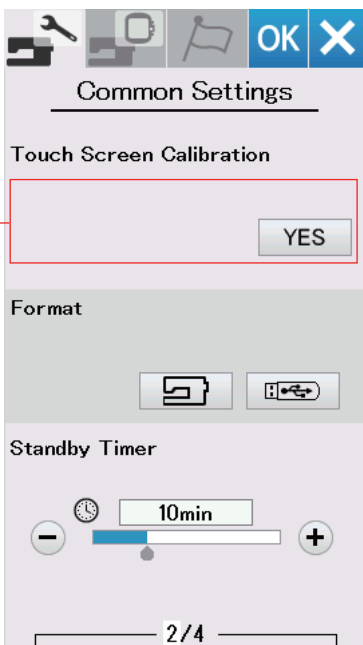 OK
Common Settings
Touch Screen Calibration
YES
Format
Standby Timer
10min
2/4